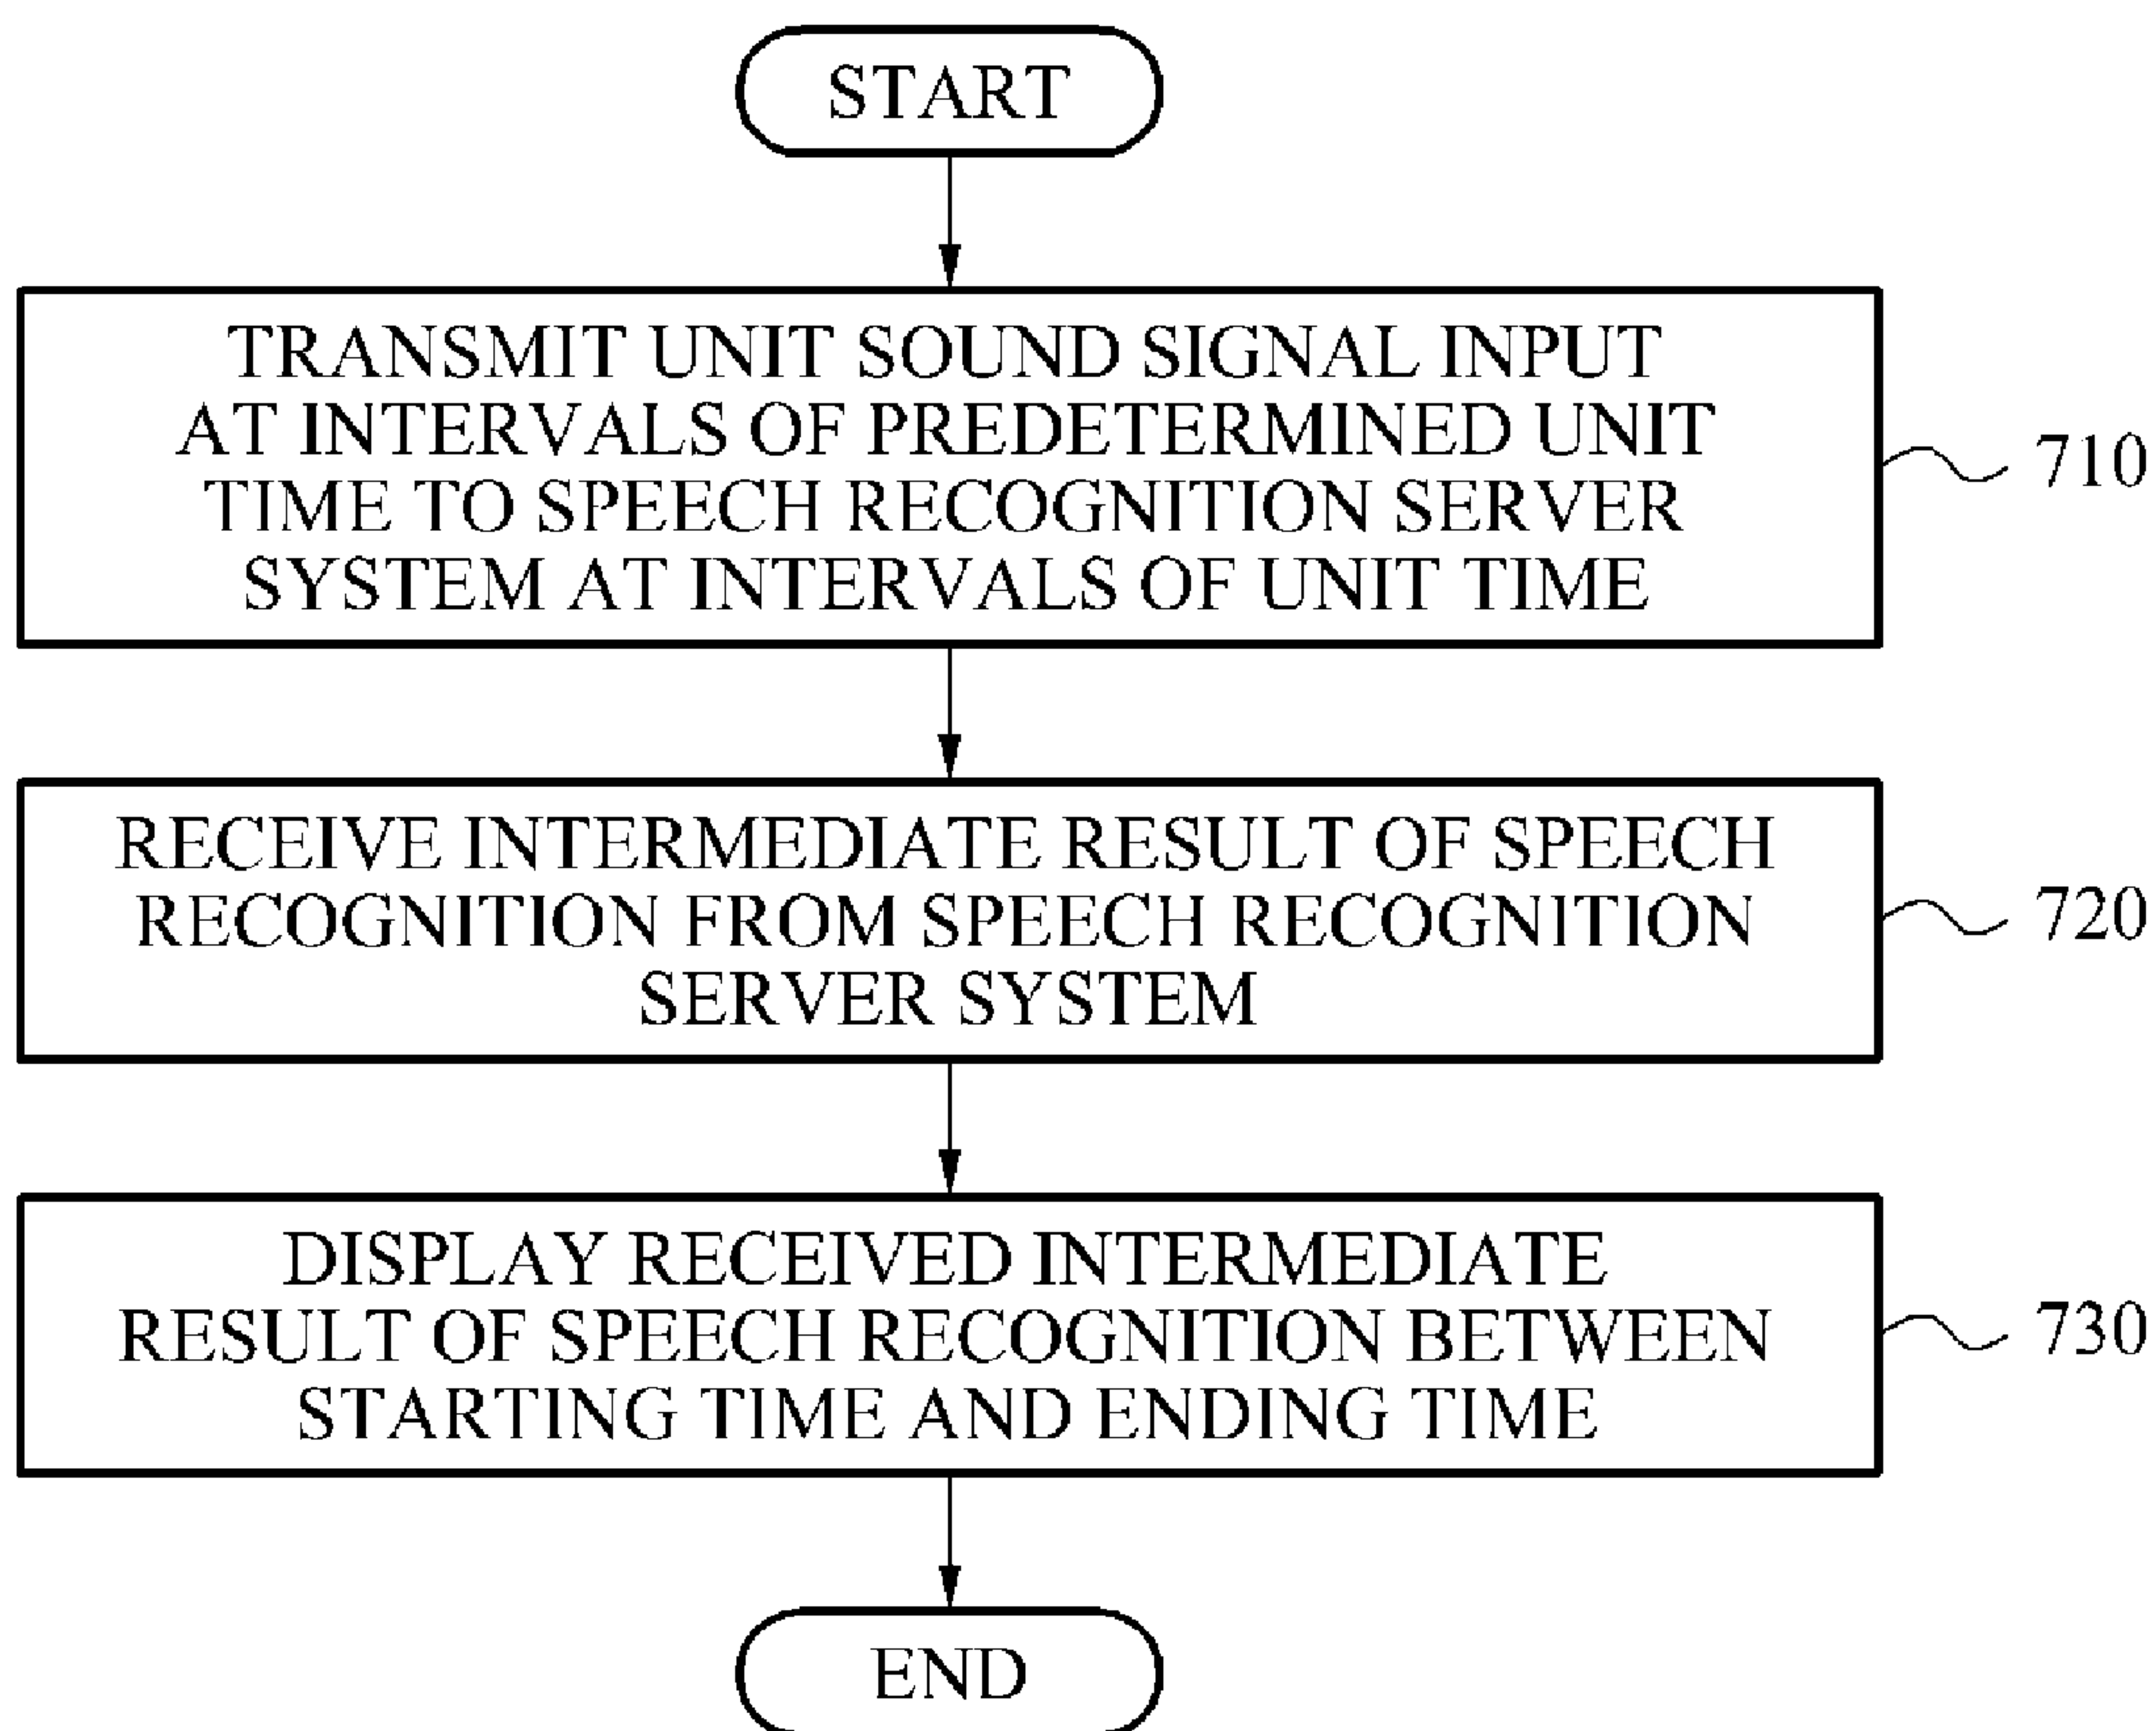 START
TRANSMIT UNIT SOUND SIGNAL INPUT
AT INTERVALS OF PREDETERMINED UNIT
TIME TO SPEECH RECOGNITION SERVER
SYSTEM AT INTERVALS OF UNIT TIME
710
RECEIVE INTERMEDIATE RESULT OF SPEECH
RECOGNITION FROM SPEECH RECOGNITION
SERVER SYSTEM
720
DISPLAY RECEIVED INTERMEDIATE
RESULT OF SPEECH RECOGNITION BETWEEN
STARTING TIME AND ENDING TIME
730
END